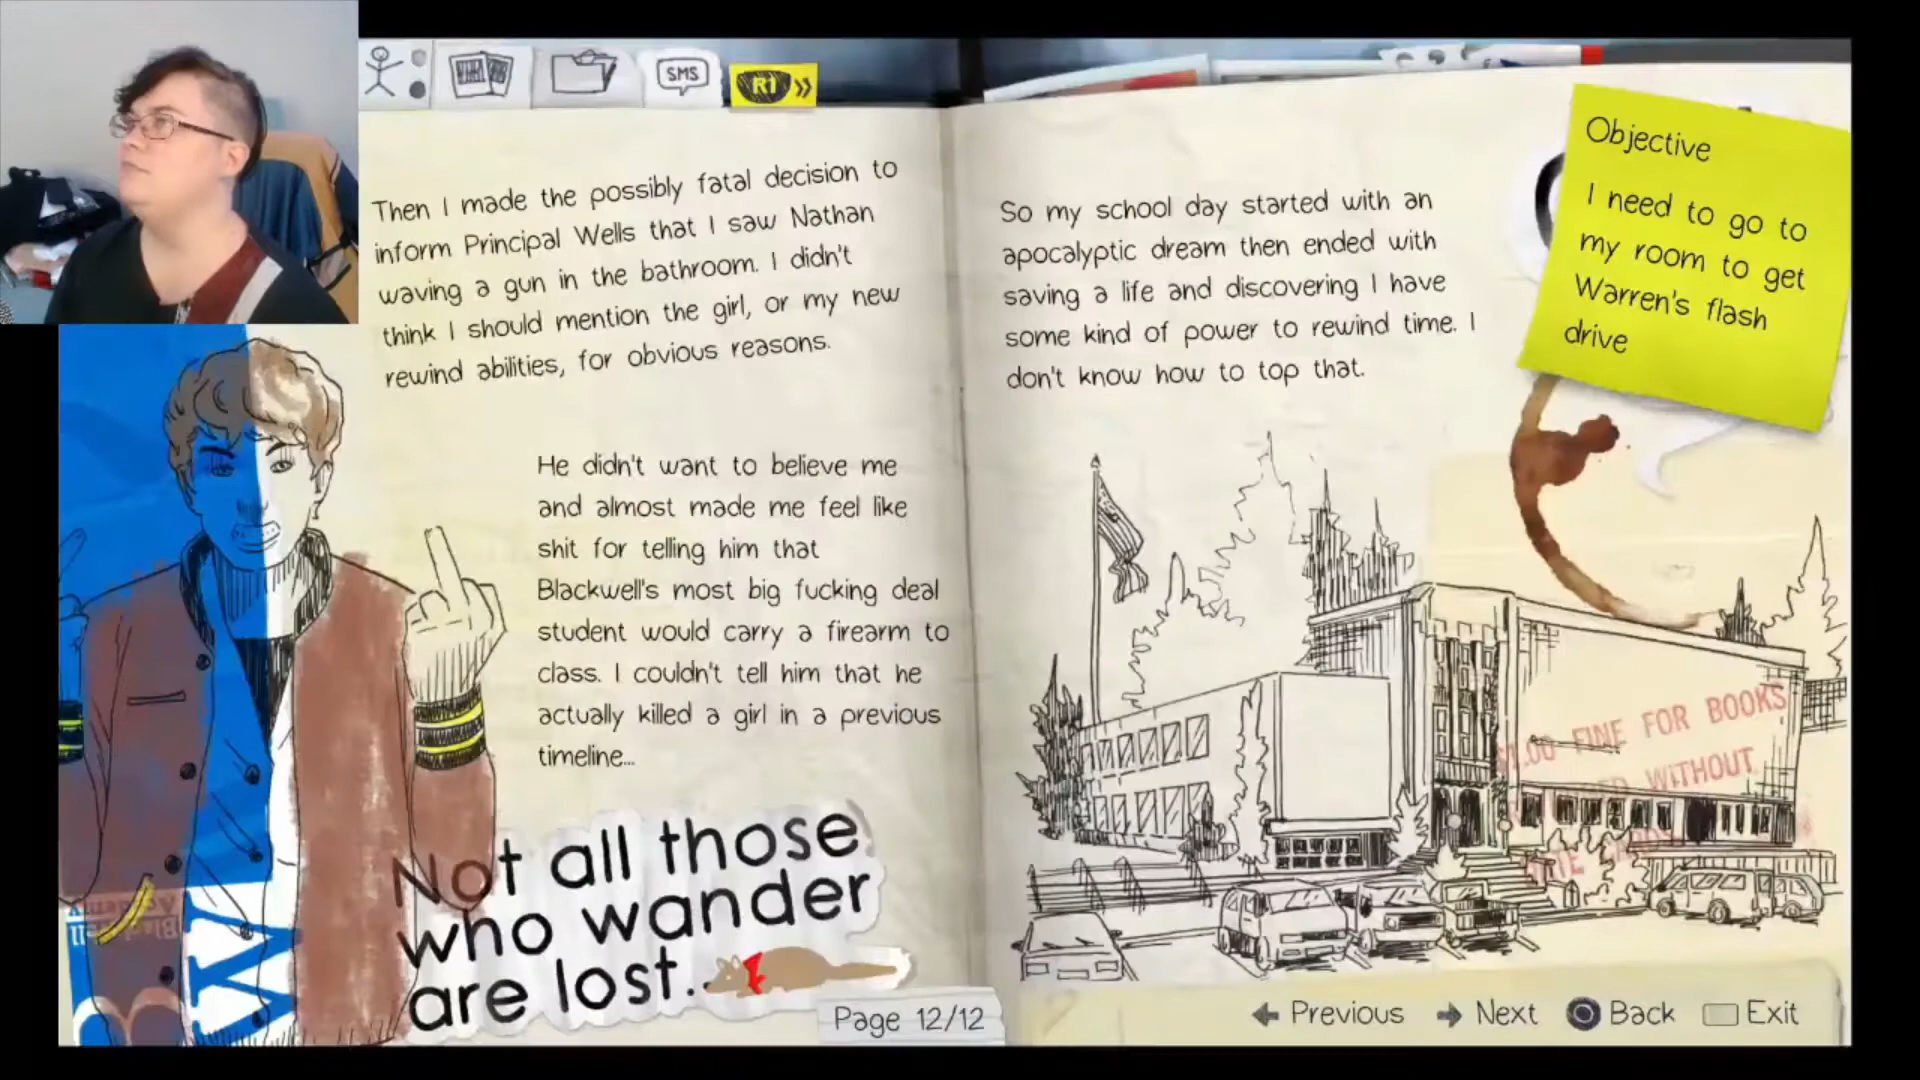 SMS
R1
Then I made the possibly fatal decision to
inform Principal Wells that I saw Nathan
waving a gun in the bathroom. I didn't
think I should mention the girl, or my new
rewind abilities, for obvious reasons.
He didn't want to believe me
and almost made me feel like
shit for telling him that
Blackwell's most big fucking deal
student would carry a firearm to
class. I couldn't tell him that he
actually killed a girl in a previous
timeline...
Not all those
who wander
are lost.
Page 12/12
So my school day started with an
apocalyptic dream then ended with
saving a life and discovering I have
some kind of power to rewind time. I
don't know how to top that.
Objective
I need to go to
my room to get
Warren's flash
drive
FINE FOR BOOKS
WITHOUT
Previous
Next
Back
Exit